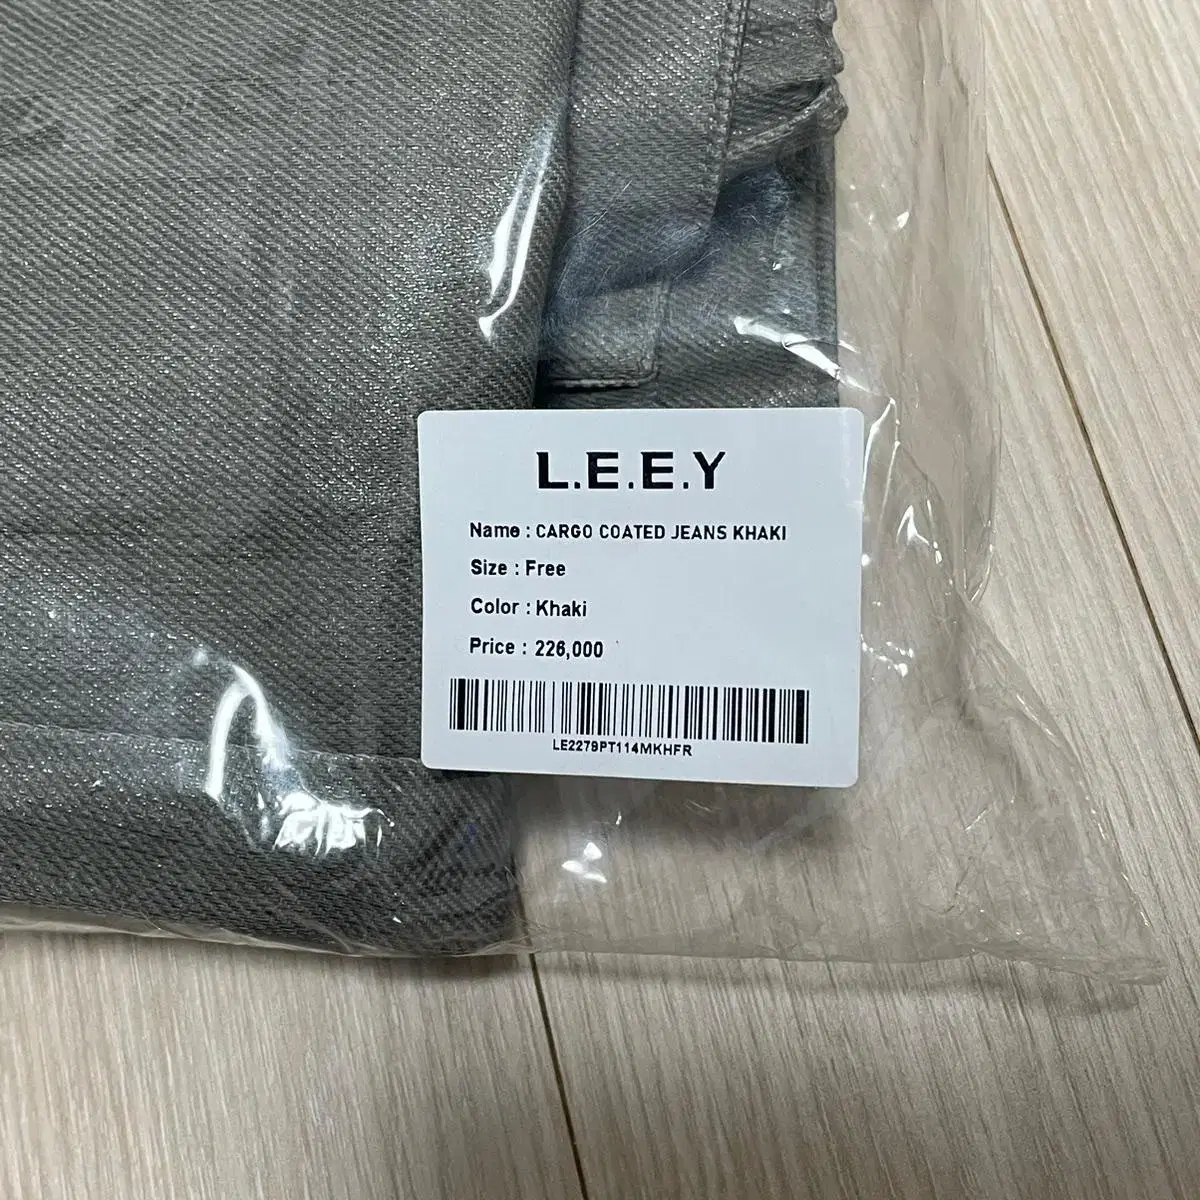 L.E.E.Y
Name : CARGO COATED JEANS KHAKI
Size : Free
Color : Khaki
Price : 226,000
LE2279PT114MKHFR